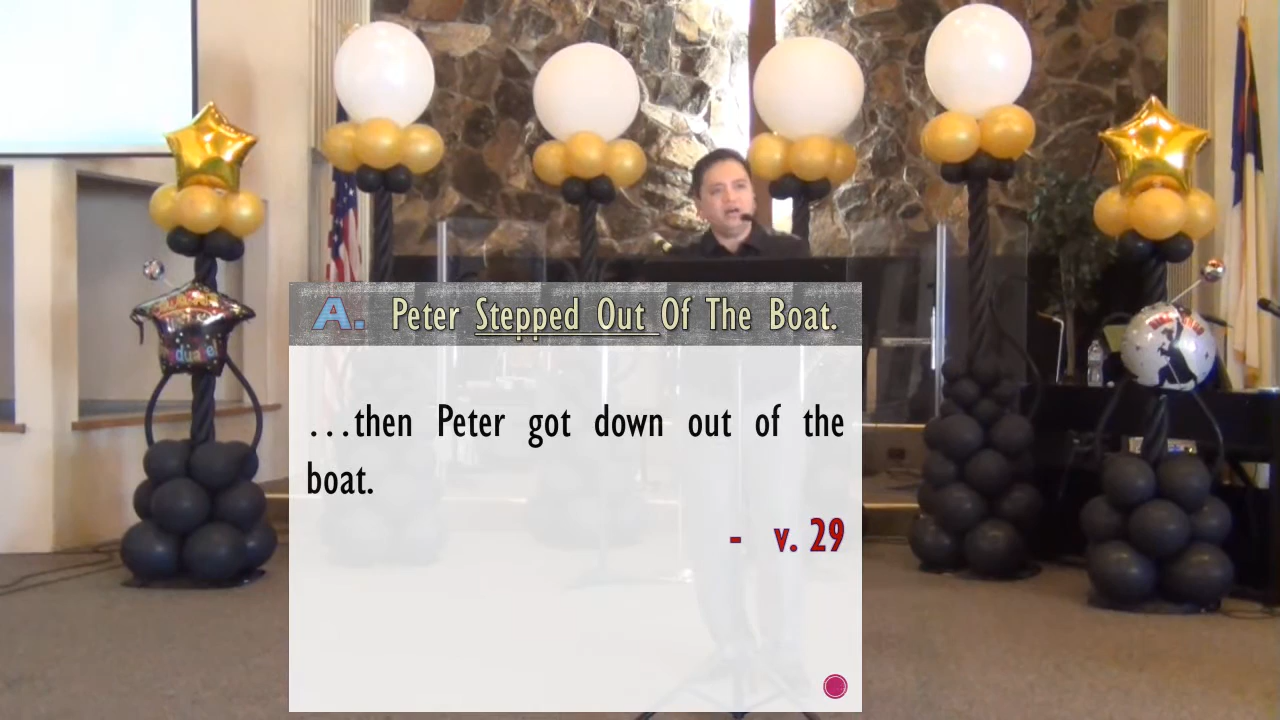 A. Peter Stepped Out Of The Boat.
…then Peter got down out of the
boat.
- v. 29